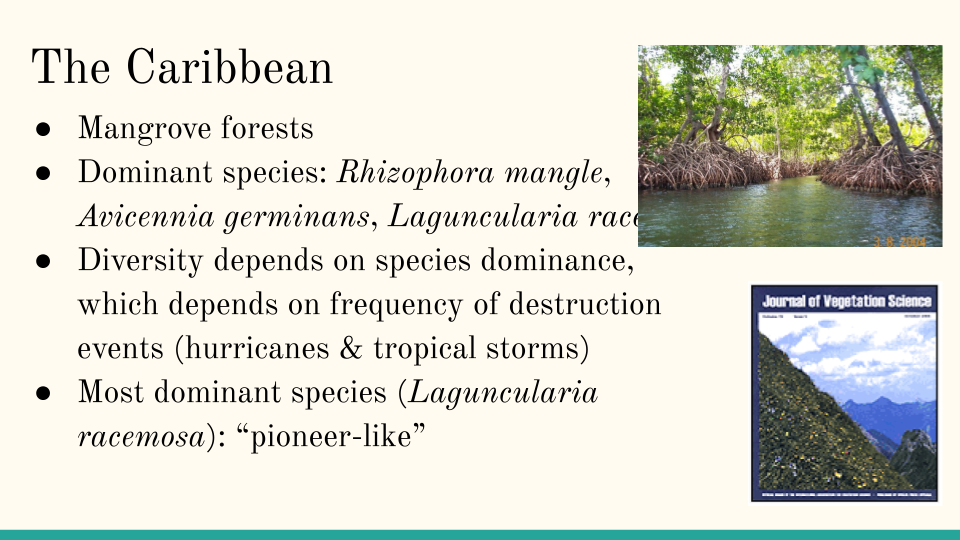 The Caribbean
● Mangrove forests
● Dominant species: Rhizophora mangle,
Avicennia germinans, Laguncularia race
● Diversity depends on species dominance,
which depends on frequency of destruction
events (hurricanes & tropical storms)
● Most dominant species (Laguncularia
racemosa): “pioneer-like”
Journal of Vegetation Science